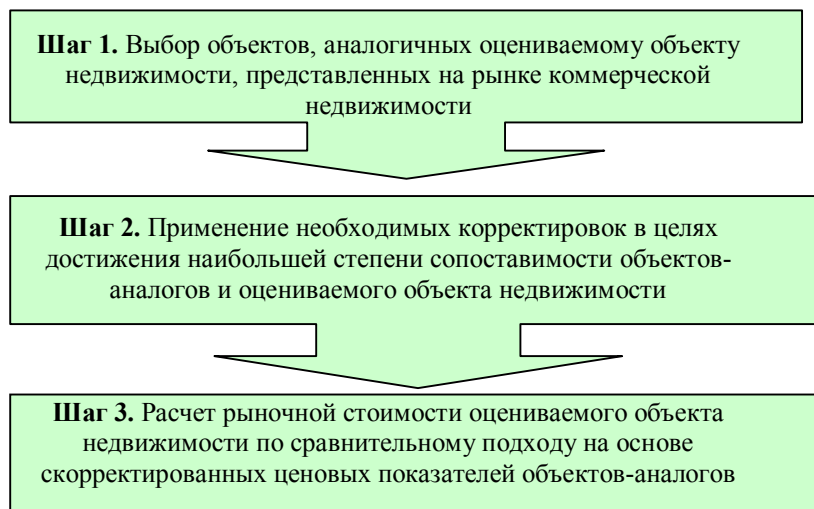 Шаг 1. Выбор объектов, аналогичных оцениваемому объекту
недвижимости, представленных на рынке коммерческой
недвижимости
Шаг 2. Применение необходимых корректировок в целях
достижения наибольшей степени сопоставимости объектов-
аналогов и оцениваемого объекта недвижимости
Шаг 3. Расчет рыночной стоимости оцениваемого объекта
недвижимости по сравнительному подходу на основе
скорректированных ценовых показателей объектов-аналогов